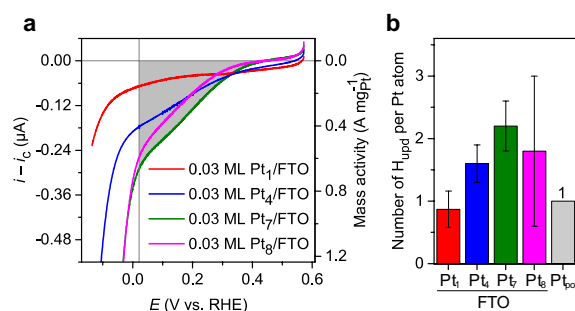 a
b
0.00
-0.12
-0.24
-0.36
-0.48
i – i_c (µA)
0.0
0.4
0.8
1.2
Mass activity (A mg_Pt^-1)
0.03 ML Pt₁/FTO
0.03 ML Pt₄/FTO
0.03 ML Pt₇/FTO
0.03 ML Pt₈/FTO
0.0
0.2
0.4
0.6
E (V vs. RHE)
Number of H_upd per Pt atom
3
2
1
0
1
Pt₁ Pt₄ Pt₇ Pt₈
FTO